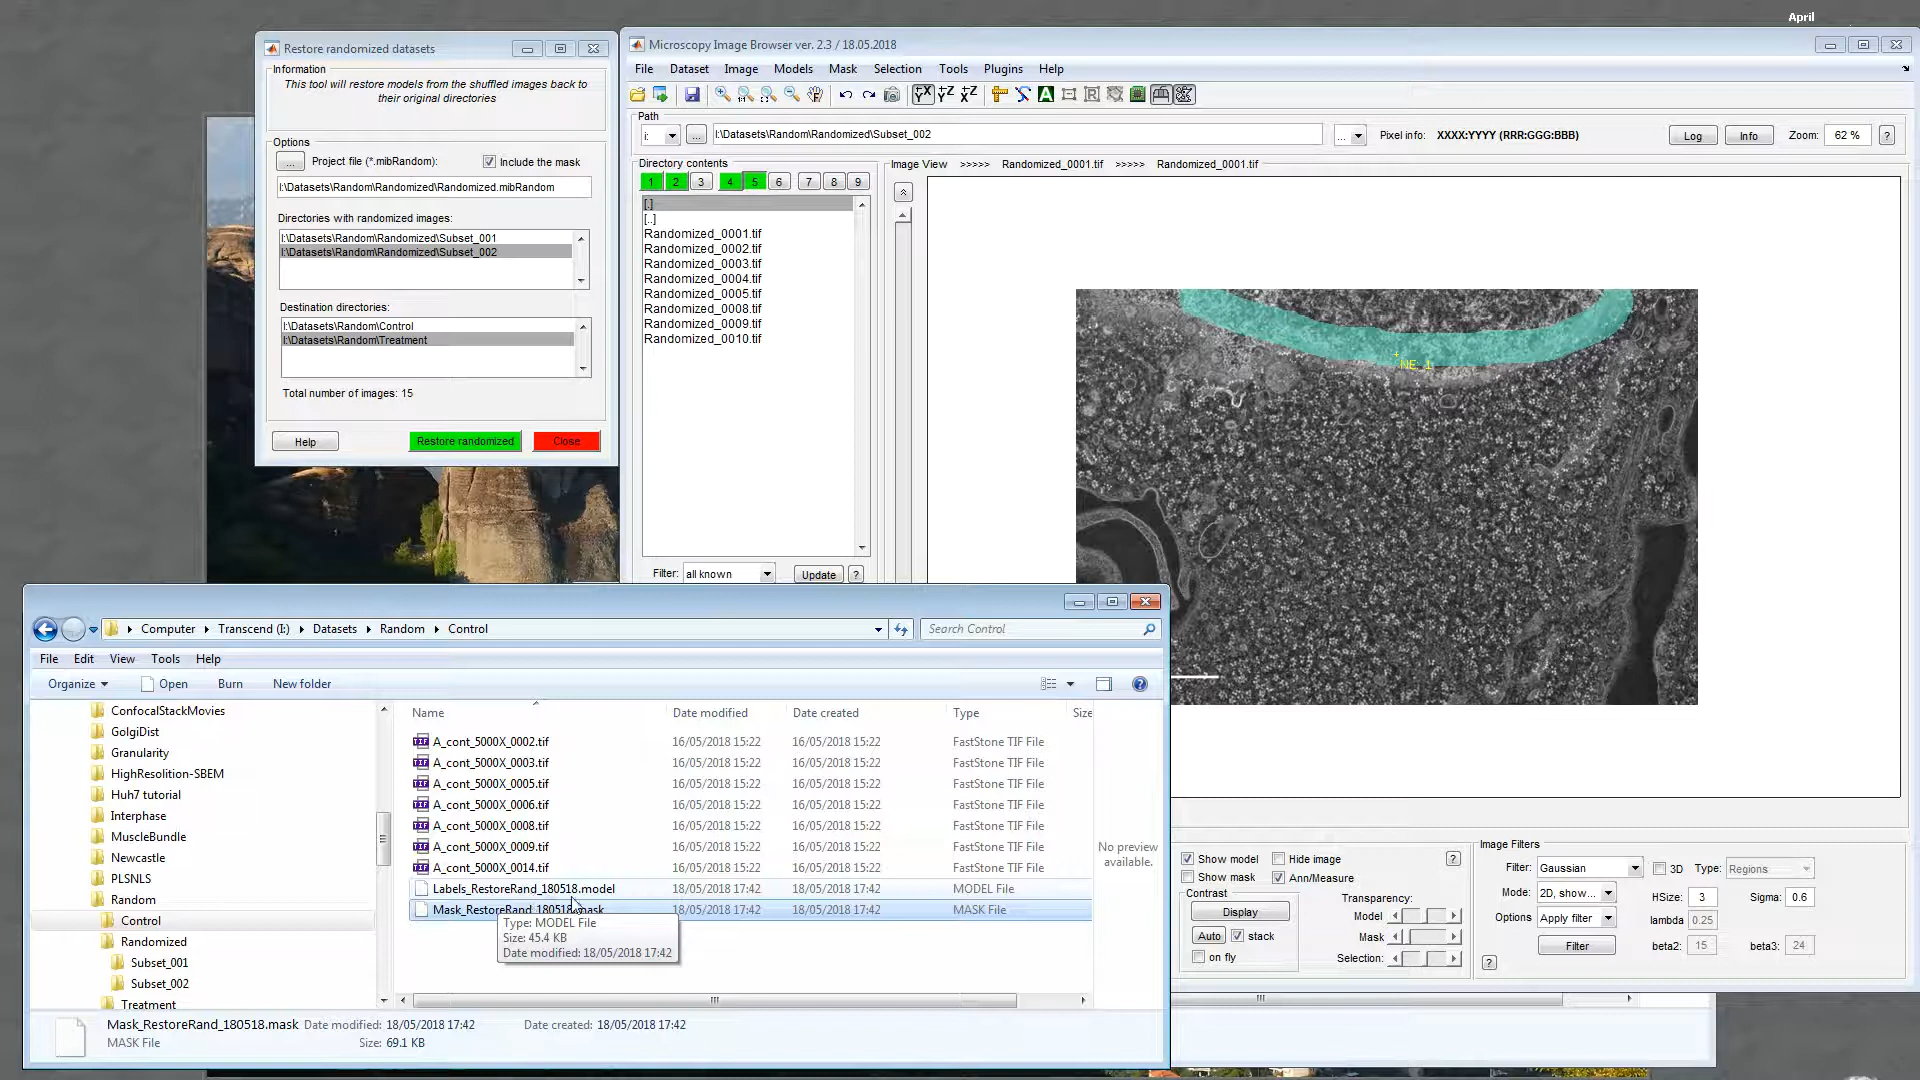 April
Restore randomized datasets
Information
This tool will restore models from the shuffled images back to
their original directories
Options
... Project file (*.mibRandom): Include the mask
I:\Datasets\Random\Randomized\Randomized.mibRandom
Directories with randomized images:
I:\Datasets\Random\Randomized\Subset_001
I:\Datasets\Random\Randomized\Subset_002
Destination directories:
I:\Datasets\Random\Control
I:\Datasets\Random\Treatment
Total number of images: 15
Help Restore randomized Close
Microscopy Image Browser ver. 2.3 / 18.05.2018
File Dataset Image Models Mask Selection Tools Plugins Help
Path
i: ... I:\Datasets\Random\Randomized\Subset_002 ... Pixel info: XXXX:YYYY (RRR:GGG:BBB) Log Info Zoom: 62 % ?
Directory contents
1 2 3 4 5 6 7 8 9
Image View >>>>> Randomized_0001.tif >>>>> Randomized_0001.tif
[.]
[..]
Randomized_0001.tif
Randomized_0002.tif
Randomized_0003.tif
Randomized_0004.tif
Randomized_0005.tif
Randomized_0008.tif
Randomized_0009.tif
Randomized_0010.tif
Filter: all known Update ?
NE, 1
Computer Transcend (I:) Datasets Random Control
Search Control
File Edit View Tools Help
Organize Open Burn New folder
ConfocalStackMovies
GolgiDist
Granularity
HighResolition-SBEM
Huh7 tutorial
Interphase
MuscleBundle
Newcastle
PLSNLS
Random
Control
Randomized
Subset_001
Subset_002
Treatment
Name Date modified Date created Type Size
A_cont_5000X_0002.tif 16/05/2018 15:22 16/05/2018 15:22 FastStone TIF File
A_cont_5000X_0003.tif 16/05/2018 15:22 16/05/2018 15:22 FastStone TIF File
A_cont_5000X_0005.tif 16/05/2018 15:22 16/05/2018 15:22 FastStone TIF File
A_cont_5000X_0006.tif 16/05/2018 15:22 16/05/2018 15:22 FastStone TIF File
A_cont_5000X_0008.tif 16/05/2018 15:22 16/05/2018 15:22 FastStone TIF File
A_cont_5000X_0009.tif 16/05/2018 15:22 16/05/2018 15:22 FastStone TIF File
A_cont_5000X_0014.tif 16/05/2018 15:22 16/05/2018 15:22 FastStone TIF File
Labels_RestoreRand_180518.model 18/05/2018 17:42 18/05/2018 17:42 MODEL File
Mask_RestoreRand_180518.mask 18/05/2018 17:42 18/05/2018 17:42 MASK File
Type: MODEL File
Size: 45.4 KB
Date modified: 18/05/2018 17:42
No preview
available.
Mask_RestoreRand_180518.mask Date modified: 18/05/2018 17:42 Date created: 18/05/2018 17:42
MASK File Size: 69.1 KB
Show model Hide image ?
Show mask Ann/Measure
Contrast
Display
Auto stack
on fly
Transparency:
Model
Mask
Selection:
Image Filters
Filter: Gaussian 3D Type: Regions
Mode: 2D, show... HSize: 3 Sigma: 0.6
Options Apply filter lambda 0.25
Filter beta2: 15 beta3: 24
?